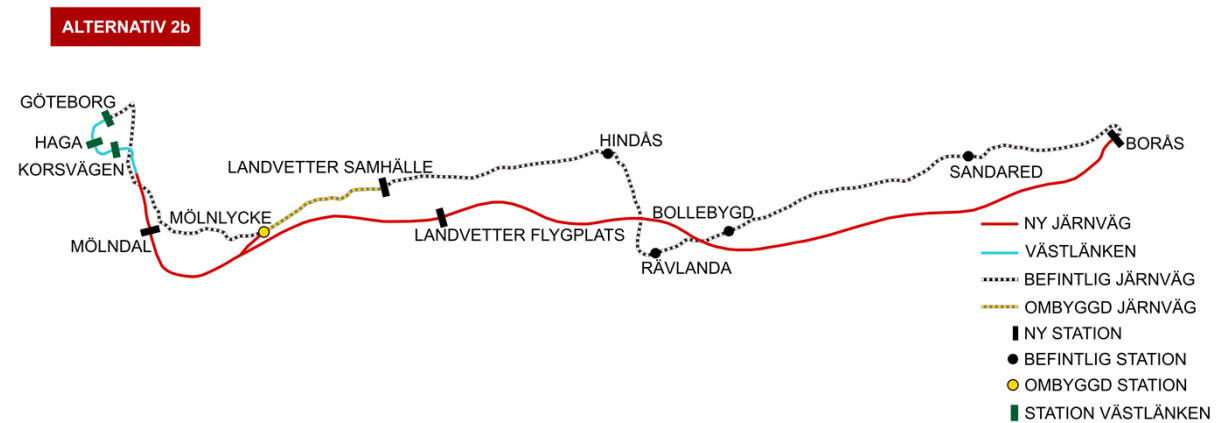 ALTERNATIV 2b
GÖTEBORG
HAGA
KORSVÄGEN
MÖLNDAL
MÖLNLYCKE
LANDVETTER SAMHÄLLE
LANDVETTER FLYGPLATS
HINDÅS
RÄVLANDA
BOLLEBYGD
SANDARED
BORÅS
NY JÄRNVÄG
VÄSTLÄNKEN
BEFINTLIG JÄRNVÄG
OMBYGGD JÄRNVÄG
NY STATION
BEFINTLIG STATION
OMBYGGD STATION
STATION VÄSTLÄNKEN